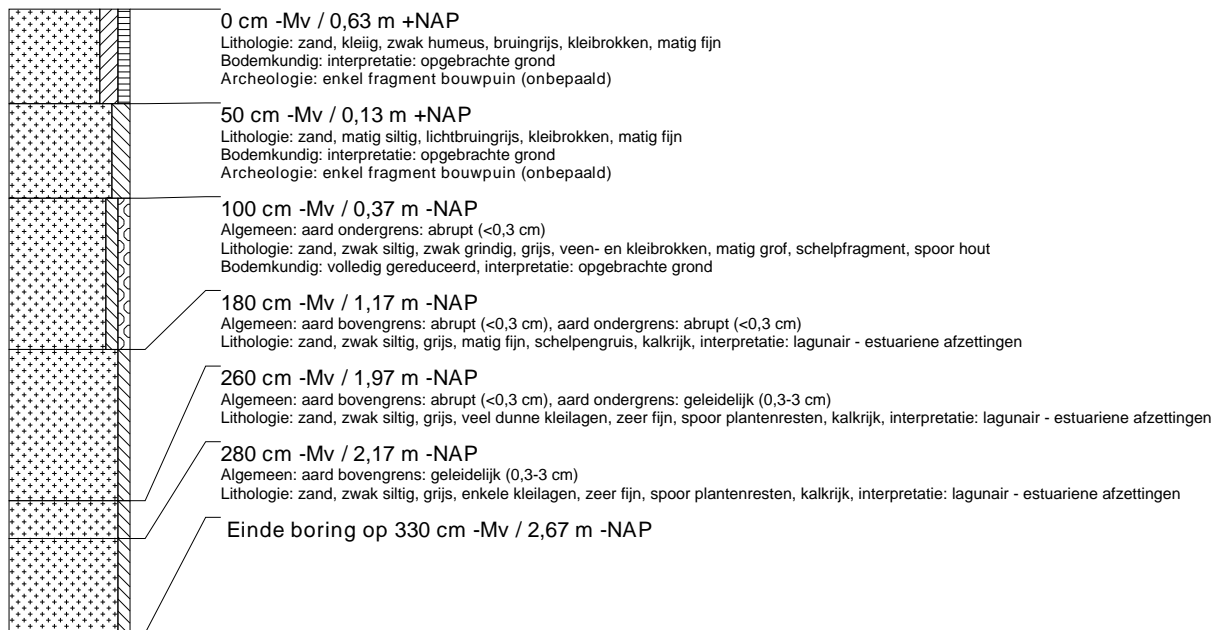 0 cm -Mv / 0,63 m +NAP
Lithologie: zand, kleiig, zwak humeus, bruingrijs, kleibrokken, matig fijn
Bodemkundig: interpretatie: opgebrachte grond
Archeologie: enkel fragment bouwpuin (onbepaald)
50 cm -Mv / 0,13 m +NAP
Lithologie: zand, matig siltig, lichtbruingrijs, kleibrokken, matig fijn
Bodemkundig: interpretatie: opgebrachte grond
Archeologie: enkel fragment bouwpuin (onbepaald)
100 cm -Mv / 0,37 m -NAP
Algemeen: aard ondergrens: abrupt (<0,3 cm)
Lithologie: zand, zwak siltig, zwak grindig, grijs, veen- en kleibrokken, matig grof, schelpfragment, spoor hout
Bodemkundig: volledig gereduceerd, interpretatie: opgebrachte grond
180 cm -Mv / 1,17 m -NAP
Algemeen: aard bovengrens: abrupt (<0,3 cm), aard ondergrens: abrupt (<0,3 cm)
Lithologie: zand, zwak siltig, grijs, matig fijn, schelpengruis, kalkrijk, interpretatie: lagunair - estuariene afzettingen
260 cm -Mv / 1,97 m -NAP
Algemeen: aard bovengrens: abrupt (<0,3 cm), aard ondergrens: geleidelijk (0,3-3 cm)
Lithologie: zand, zwak siltig, grijs, veel dunne kleilagen, zeer fijn, spoor plantenresten, kalkrijk, interpretatie: lagunair - estuariene afzettingen
280 cm -Mv / 2,17 m -NAP
Algemeen: aard bovengrens: geleidelijk (0,3-3 cm)
Lithologie: zand, zwak siltig, grijs, enkele kleilagen, zeer fijn, spoor plantenresten, kalkrijk, interpretatie: lagunair - estuariene afzettingen
Einde boring op 330 cm -Mv / 2,67 m -NAP